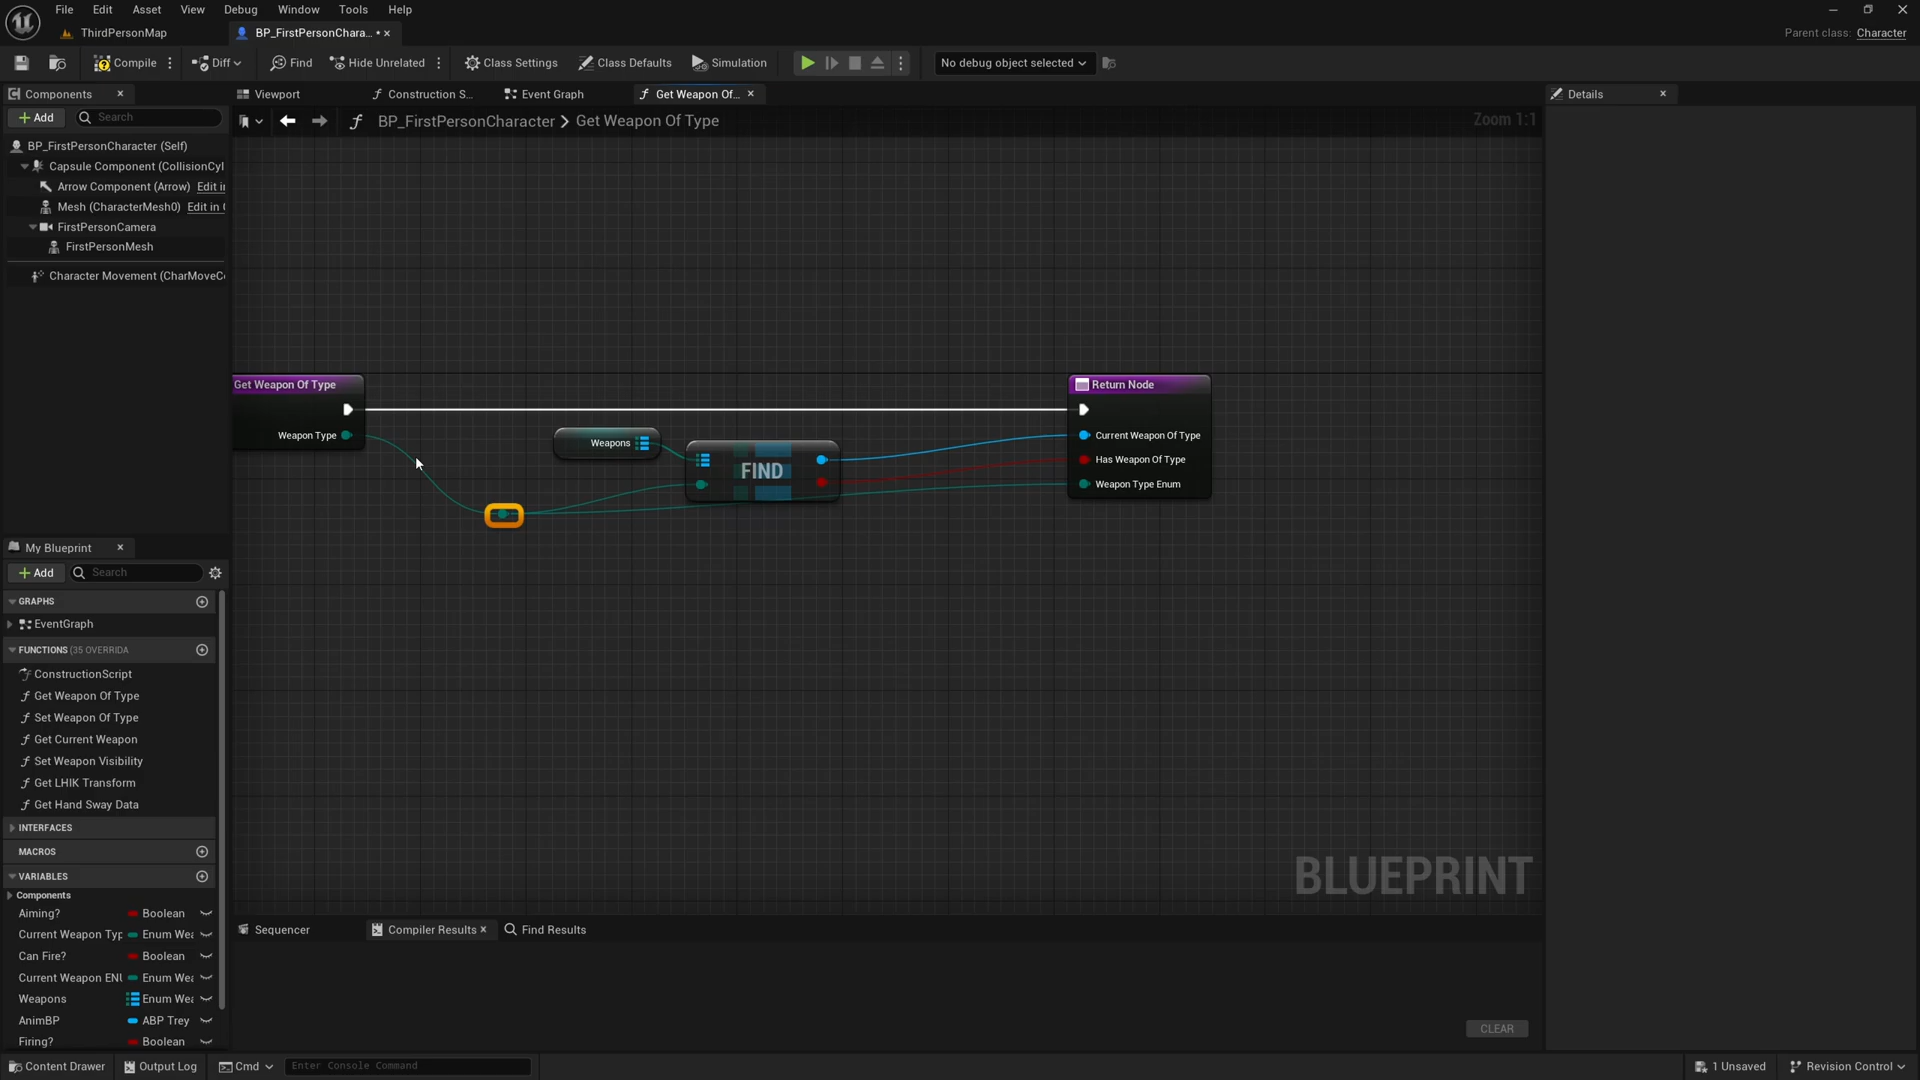 File Edit Asset View Debug Window Tools Help
ThirdPersonMap
BP_FirstPersonChara... •
Parent class: Character
Compile
Diff
Find
Hide Unrelated
Class Settings
Class Defaults
Simulation
No debug object selected
Components
Add
Search
BP_FirstPersonCharacter (Self)
Capsule Component (CollisionCyl
Arrow Component (Arrow) Edit i
Mesh (CharacterMesh0) Edit in
FirstPersonCamera
FirstPersonMesh
Character Movement (CharMoveC
Viewport
Construction S...
Event Graph
Get Weapon Of...
BP_FirstPersonCharacter > Get Weapon Of Type
Zoom 1:1
Get Weapon Of Type
Weapon Type
Weapons
FIND
Return Node
Current Weapon Of Type
Has Weapon Of Type
Weapon Type Enum
BLUEPRINT
Details
My Blueprint
Add
Search
GRAPHS
EventGraph
FUNCTIONS (35 OVERRIDA
ConstructionScript
Get Weapon Of Type
Set Weapon Of Type
Get Current Weapon
Set Weapon Visibility
Get LHIK Transform
Get Hand Sway Data
INTERFACES
MACROS
VARIABLES
Components
Aiming? Boolean
Current Weapon Typ Enum Wea
Can Fire? Boolean
Current Weapon ENU Enum Wea
Weapons Enum Wea
AnimBP ABP Trey
Firing? Boolean
Sequencer
Compiler Results
Find Results
CLEAR
Content Drawer
Output Log
Cmd
Enter Console Command
1 Unsaved
Revision Control